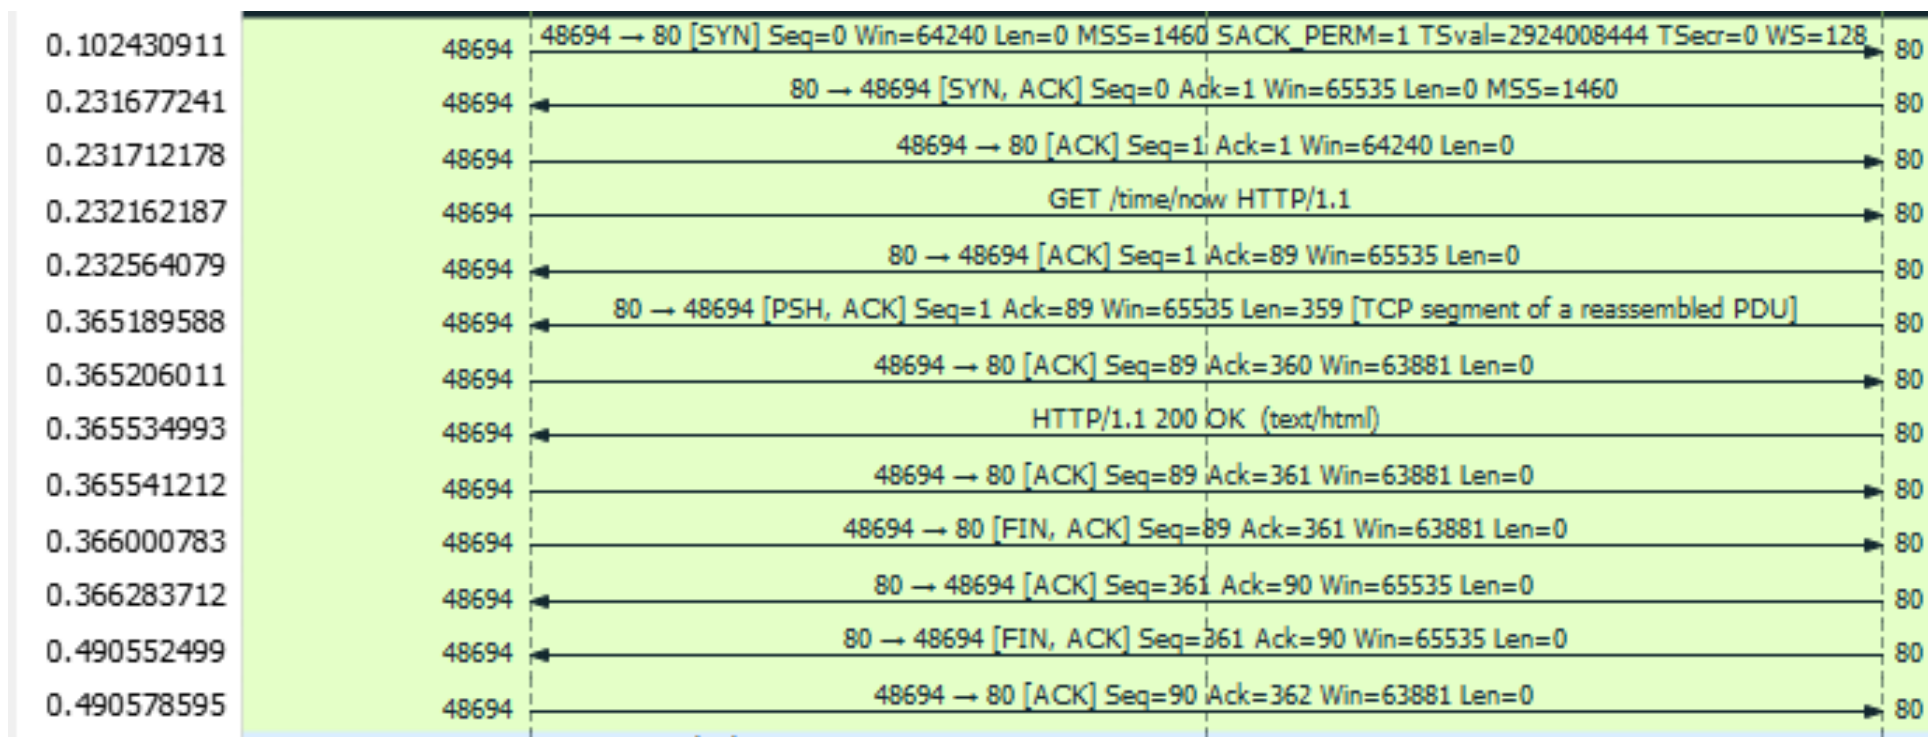 0.102430911 48694 48694 → 80 [SYN] Seq=0 Win=64240 Len=0 MSS=1460 SACK_PERM=1 TSval=2924008444 TSecr=0 WS=128 80
0.231677241 48694 80 → 48694 [SYN, ACK] Seq=0 Ack=1 Win=65535 Len=0 MSS=1460 80
0.231712178 48694 48694 → 80 [ACK] Seq=1 Ack=1 Win=64240 Len=0 80
0.232162187 48694 GET /time/now HTTP/1.1 80
0.232564079 48694 80 → 48694 [ACK] Seq=1 Ack=89 Win=65535 Len=0 80
0.365189588 48694 80 → 48694 [PSH, ACK] Seq=1 Ack=89 Win=65535 Len=359 [TCP segment of a reassembled PDU] 80
0.365206011 48694 48694 → 80 [ACK] Seq=89 Ack=360 Win=63881 Len=0 80
0.365534993 48694 HTTP/1.1 200 OK (text/html) 80
0.365541212 48694 48694 → 80 [ACK] Seq=89 Ack=361 Win=63881 Len=0 80
0.366000783 48694 48694 → 80 [FIN, ACK] Seq=89 Ack=361 Win=63881 Len=0 80
0.366283712 48694 80 → 48694 [ACK] Seq=361 Ack=90 Win=65535 Len=0 80
0.490552499 48694 80 → 48694 [FIN, ACK] Seq=361 Ack=90 Win=65535 Len=0 80
0.490578595 48694 48694 → 80 [ACK] Seq=90 Ack=362 Win=63881 Len=0 80